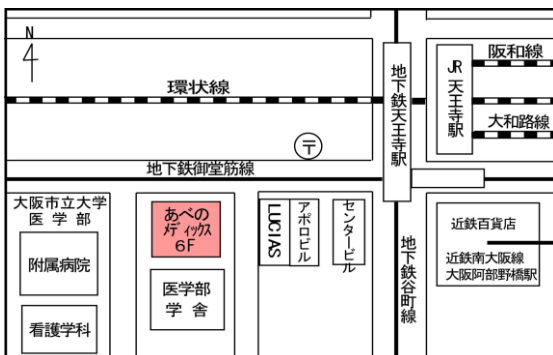 N
環状線
地下鉄天王寺駅
JR天王寺駅
阪和線
大和路線
〒
地下鉄御堂筋線
大阪市立大学
医学部
附属病院
看護学科
あべの
メディックス
6F
医学部
学舎
LUCIAS
アポロビル
センタービル
地下鉄谷町線
近鉄百貨店
近鉄南大阪線
大阪阿部野橋駅